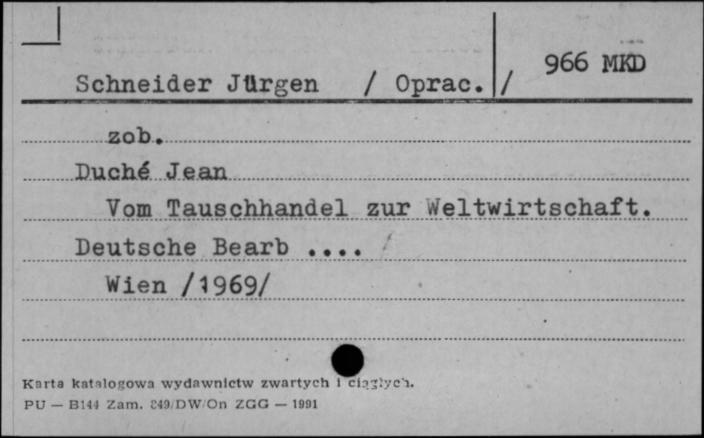 966 MKD
Schneider Jürgen / Oprac. /
zob.
Duché Jean
Vom Tauschhandel zur Weltwirtschaft.
Deutsche Bearb ....
Wien /1969/
Karta katalogowa wydawnictw zwartych i ciągłych.
PU — B144 Zam. 849/DW/On ZGG — 1991